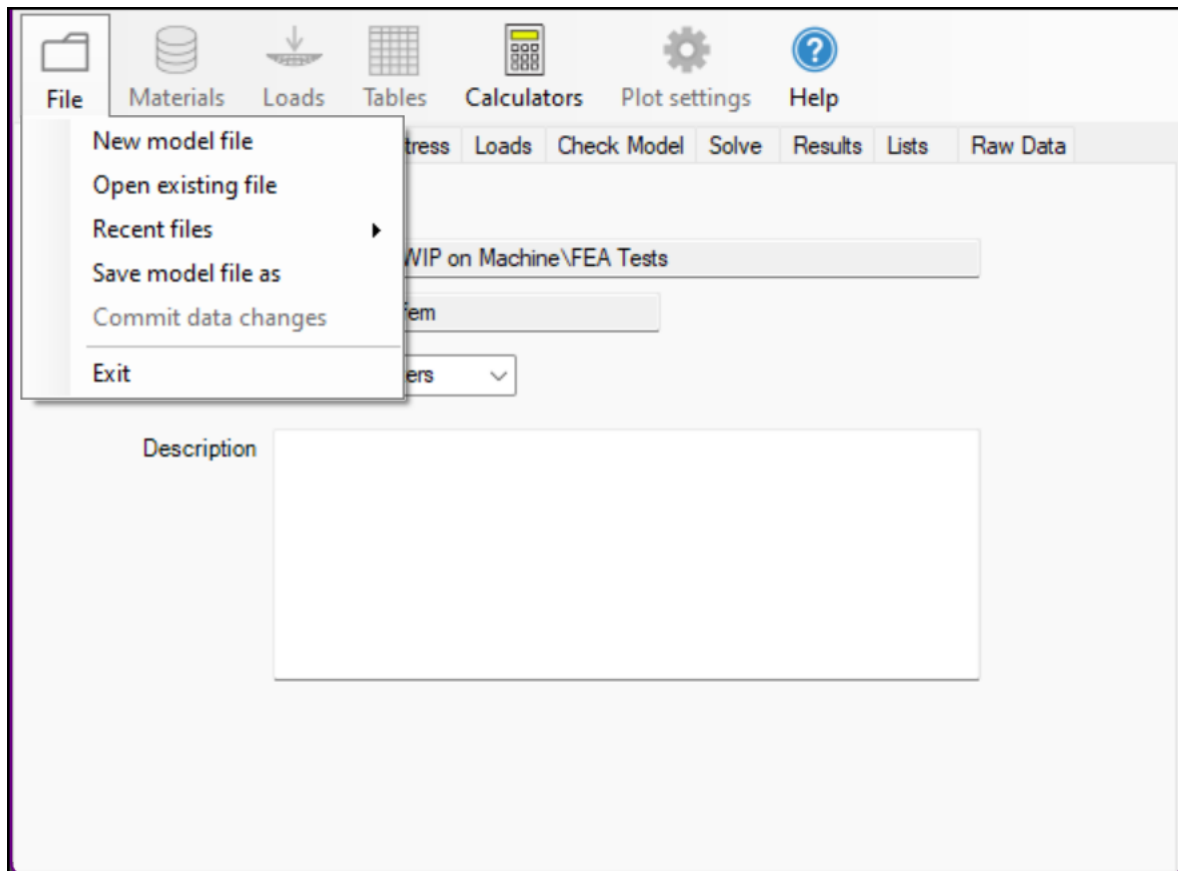 File Materials Loads Tables Calculators Plot settings Help
New model file
tress Loads Check Model Solve Results Lists Raw Data
Open existing file
Recent files
WIP on Machine\FEA Tests
Save model file as
Commit data changes
fem
Exit
ers
Description